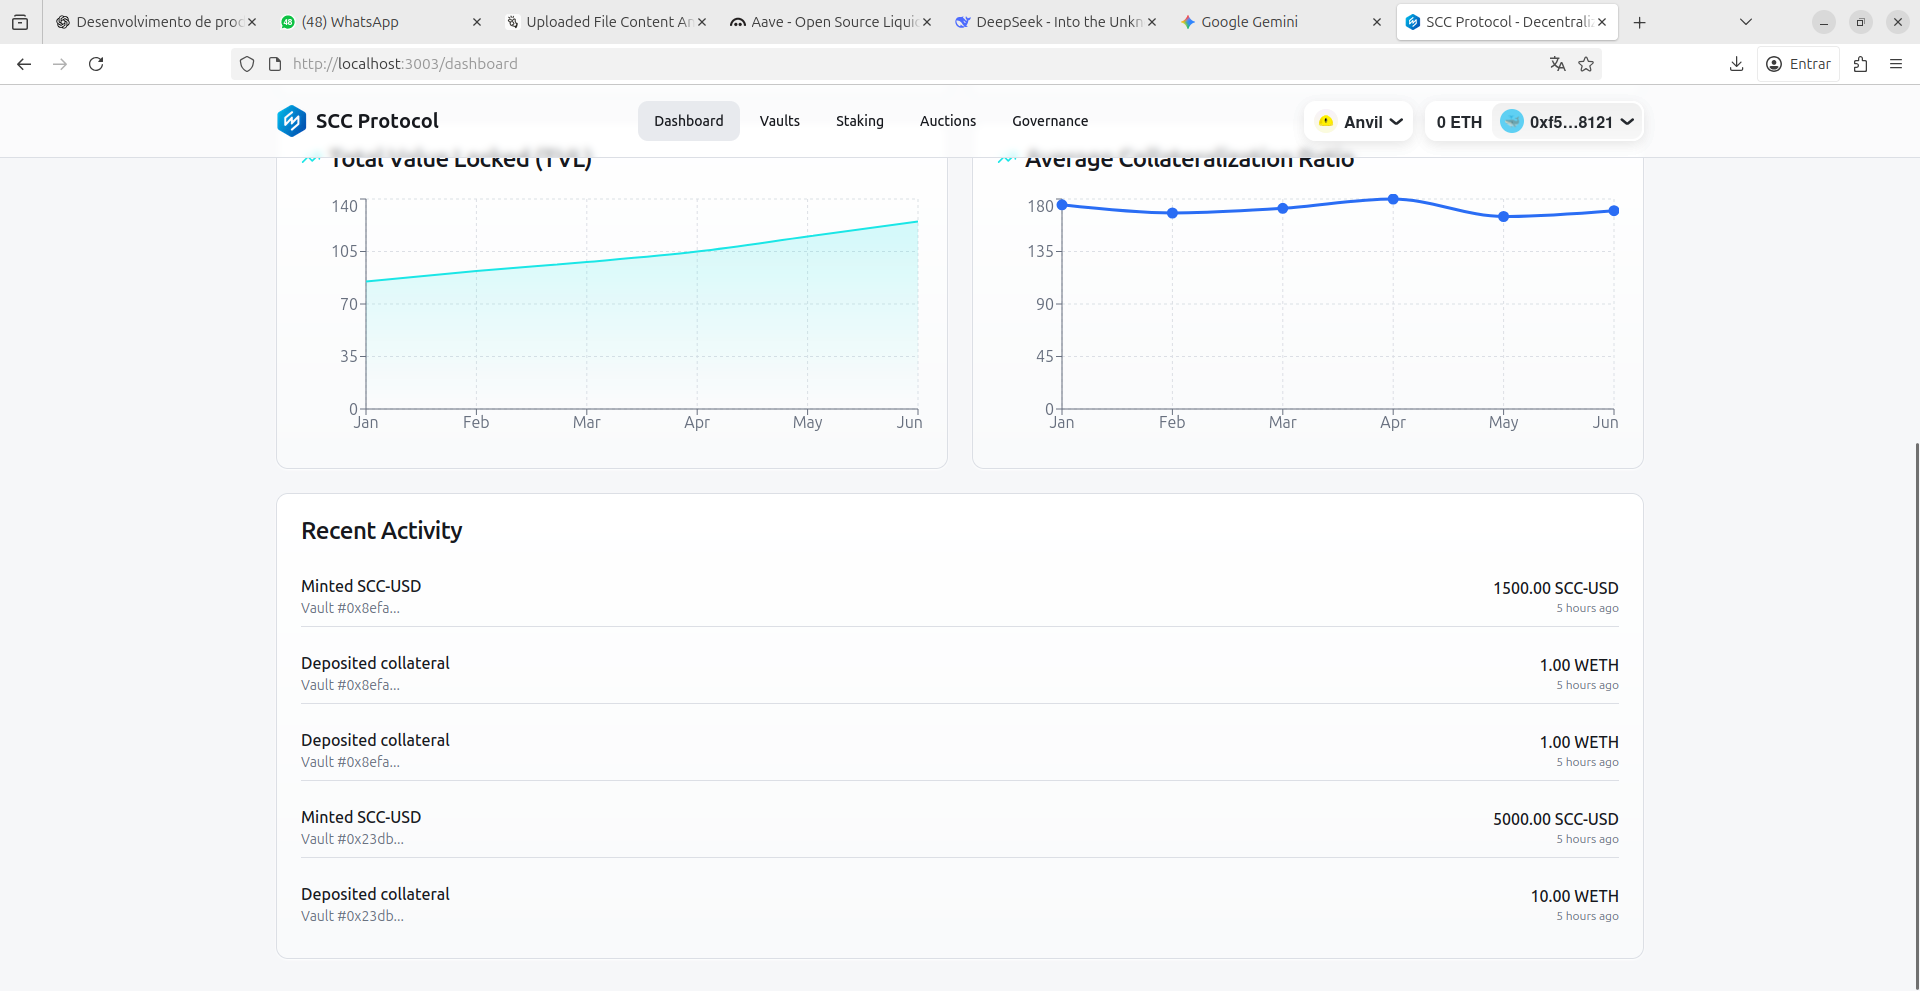 Desenvolvimento de prod
(48) WhatsApp
Uploaded File Content An
Aave - Open Source Liqui
DeepSeek - Into the Unkn
Google Gemini
SCC Protocol - Decentrali
http://localhost:3003/dashboard
Entrar
SCC Protocol
Dashboard
Vaults
Staking
Auctions
Governance
Anvil
0 ETH
0xf5...8121
Total Value Locked (TVL)
140
105
70
35
0
Jan
Feb
Mar
Apr
May
Jun
Average Collateralization Ratio
180
135
90
45
0
Jan
Feb
Mar
Apr
May
Jun
Recent Activity
Minted SCC-USD
1500.00 SCC-USD
Vault #0x8efa...
5 hours ago
Deposited collateral
1.00 WETH
Vault #0x8efa...
5 hours ago
Deposited collateral
1.00 WETH
Vault #0x8efa...
5 hours ago
Minted SCC-USD
5000.00 SCC-USD
Vault #0x23db...
5 hours ago
Deposited collateral
10.00 WETH
Vault #0x23db...
5 hours ago